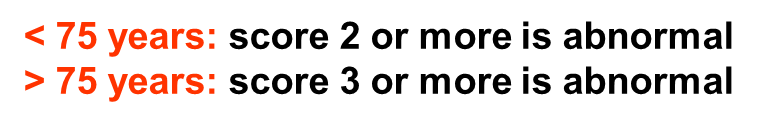 < 75 years: score 2 or more is abnormal
> 75 years: score 3 or more is abnormal